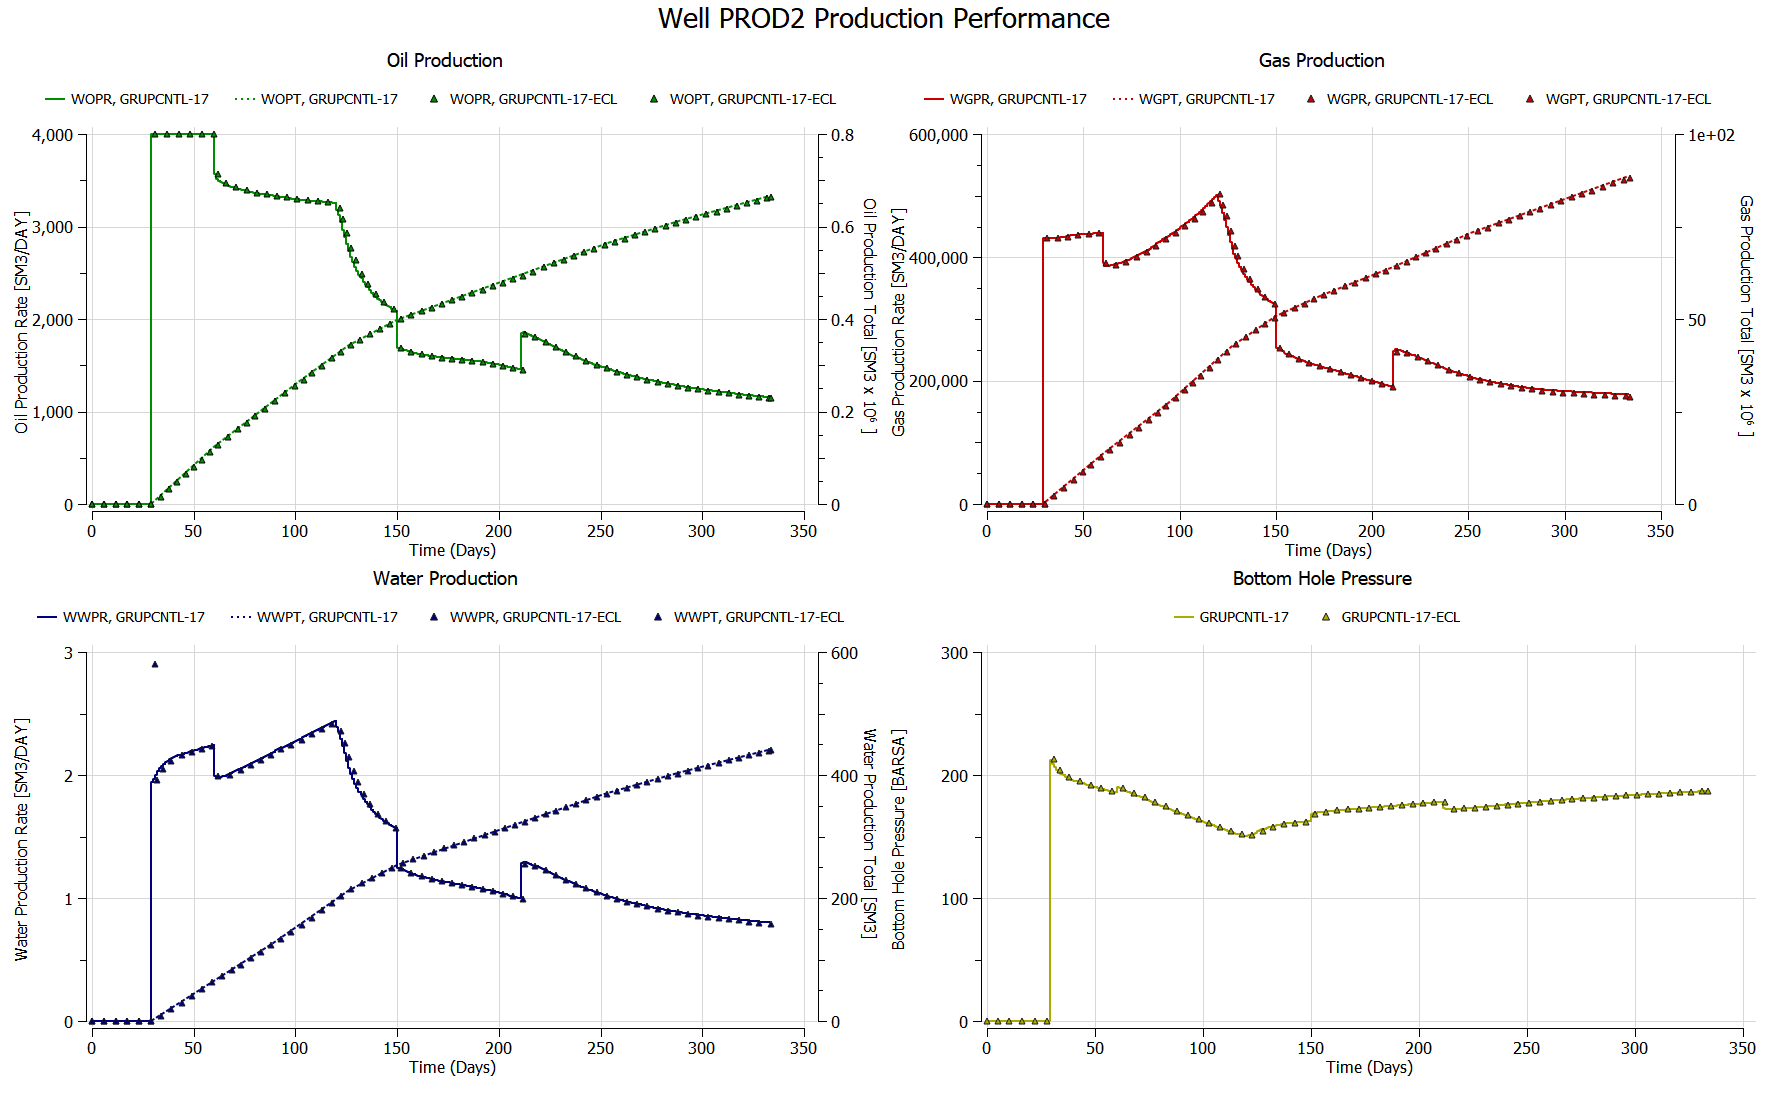 Well PROD2 Production Performance
Oil Production
WOPR, GRUPCNTL-17 WOPT, GRUPCNTL-17 WOPR, GRUPCNTL-17-ECL WOPT, GRUPCNTL-17-ECL
4,000
3,000
2,000
1,000
0
Oil Production Rate [SM3/DAY]
0.8
0.6
0.4
0.2
0
Oil Production Total [SM3 x 10⁶ ]
0 50 100 150 200 250 300 350
Time (Days)
Gas Production
WGPR, GRUPCNTL-17 WGPT, GRUPCNTL-17 WGPR, GRUPCNTL-17-ECL WGPT, GRUPCNTL-17-ECL
600,000
400,000
200,000
0
Gas Production Rate [SM3/DAY]
1e+02
50
0
Gas Production Total [SM3 x 10⁶ ]
0 50 100 150 200 250 300 350
Time (Days)
Water Production
WWPR, GRUPCNTL-17 WWPT, GRUPCNTL-17 WWPR, GRUPCNTL-17-ECL WWPT, GRUPCNTL-17-ECL
3
2
1
0
Water Production Rate [SM3/DAY]
600
400
200
0
Water Production Total [SM3]
0 50 100 150 200 250 300 350
Time (Days)
Bottom Hole Pressure
GRUPCNTL-17 GRUPCNTL-17-ECL
300
200
100
0
Bottom Hole Pressure [BARSA]
0 50 100 150 200 250 300 350
Time (Days)